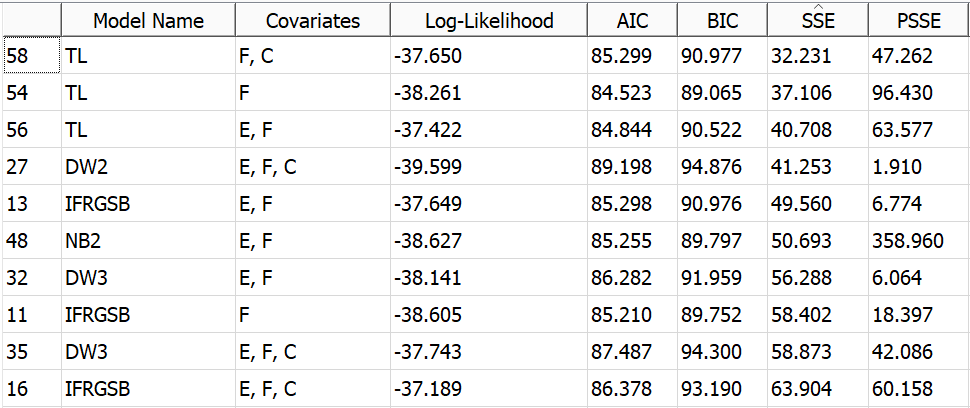 Model Name Covariates Log-Likelihood AIC BIC SSE PSSE
58 TL F, C -37.650 85.299 90.977 32.231 47.262
54 TL F -38.261 84.523 89.065 37.106 96.430
56 TL E, F -37.422 84.844 90.522 40.708 63.577
27 DW2 E, F, C -39.599 89.198 94.876 41.253 1.910
13 IFRGSB E, F -37.649 85.298 90.976 49.560 6.774
48 NB2 E, F -38.627 85.255 89.797 50.693 358.960
32 DW3 E, F -38.141 86.282 91.959 56.288 6.064
11 IFRGSB F -38.605 85.210 89.752 58.402 18.397
35 DW3 E, F, C -37.743 87.487 94.300 58.873 42.086
16 IFRGSB E, F, C -37.189 86.378 93.190 63.904 60.158